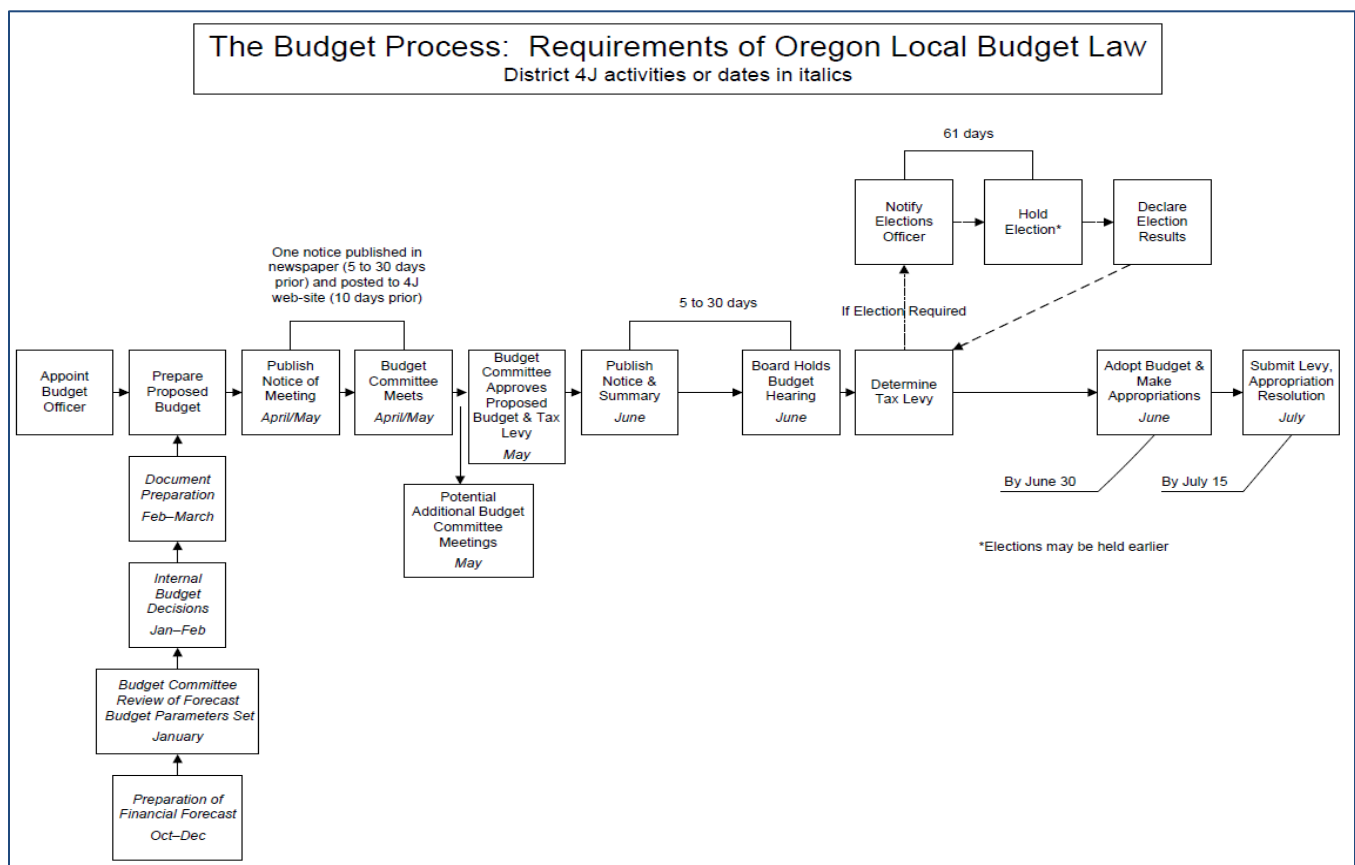 The Budget Process: Requirements of Oregon Local Budget Law
District 4J activities or dates in italics
61 days
Notify
Elections
Officer
Hold
Election*
Declare
Election
Results
One notice published in
newspaper (5 to 30 days
prior) and posted to 4J
web-site (10 days prior)
5 to 30 days
If Election Required
Appoint
Budget
Officer
Prepare
Proposed
Budget
Publish
Notice of
Meeting
April/May
Budget
Committee
Meets
April/May
Budget
Committee
Approves
Proposed
Budget & Tax
Levy
May
Publish
Notice &
Summary
June
Board Holds
Budget
Hearing
June
Determine
Tax Levy
Adopt Budget &
Make
Appropriations
June
Submit Levy,
Appropriation
Resolution
July
By June 30
By July 15
Document
Preparation
Feb–March
Potential
Additional Budget
Committee
Meetings
May
*Elections may be held earlier
Internal
Budget
Decisions
Jan–Feb
Budget Committee
Review of Forecast
Budget Parameters Set
January
Preparation of
Financial Forecast
Oct–Dec